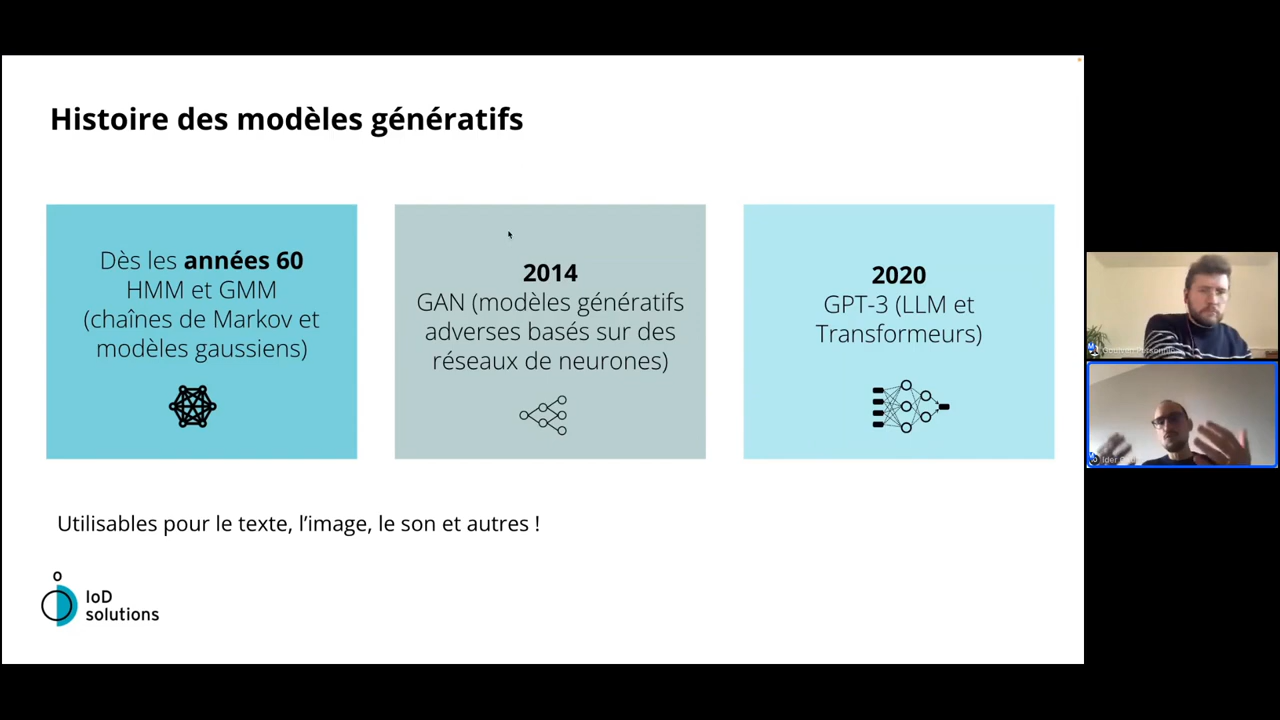 Histoire des modèles génératifs
Dès les années 60
HMM et GMM
(chaînes de Markov et
modèles gaussiens)
2014
GAN (modèles génératifs
adverses basés sur des
réseaux de neurones)
2020
GPT-3 (LLM et
Transformeurs)
Utilisables pour le texte, l'image, le son et autres !
IoD
solutions